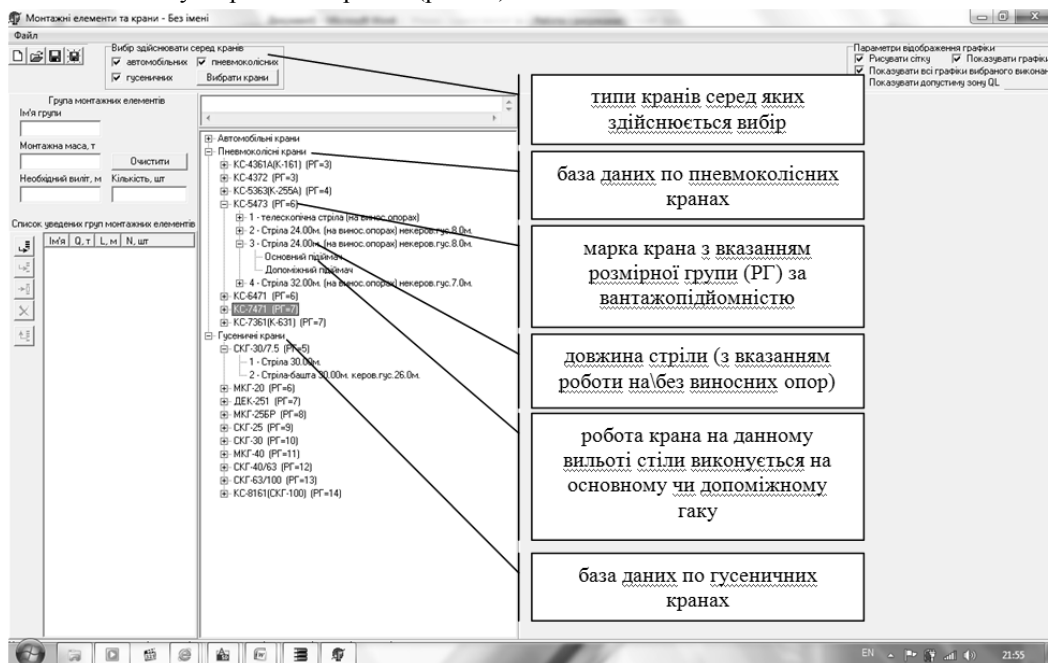 Монтажні елементи та крани - Без імені
Файл
Вибір здійснювати серед кранів
автомобільних
пневмоколісних
гусеничних
Вибрати крани
Параметри відображення графіки
Рисувати сітку
Показувати графіки
Показувати всі графіки вибраного виконан
Показувати допустиму зону QL
Група монтажних елементів
Ім'я групи
Монтажна маса, т
Очистити
Необхідний виліт, м
Кількість, шт
Список уведених груп монтажних елементів
Ім'я Q, т L, м N, шт
Автомобільні крани
Пневмоколісні крани
КС-4361А(К-161) (РГ=3)
КС-4372 (РГ=3)
КС-5363(К-255А) (РГ=4)
КС-5473 (РГ=6)
1 - телескопічна стріла (на винос.опорах)
2 - Стріла 24.00м. (на винос.опорах) некеров.гус.8.0м.
3 - Стріла 24.00м. (на винос.опорах) некеров.гус.8.0м.
Основний підіймач
Допоміжний підіймач
4 - Стріла 32.00м. (на винос.опорах) некеров.гус.7.0м.
КС-6471 (РГ=6)
КС-7471 (РГ=7)
КС-7361(К-631) (РГ=7)
Гусеничні крани
СКГ-30/7.5 (РГ=5)
1 - Стріла 30.00м.
2 - Стріла-башта 30.00м. керов.гус.26.0м.
МКГ-20 (РГ=6)
ДЕК-251 (РГ=7)
МКГ-25БР (РГ=8)
СКГ-25 (РГ=9)
СКГ-30 (РГ=10)
МКГ-40 (РГ=11)
СКГ-40/63 (РГ=12)
СКГ-63/100 (РГ=13)
КС-8161(СКГ-100) (РГ=14)
типи кранів серед яких
здійснюється вибір
база даних по пневмоколісних
кранах
марка крана з вказанням
розмірної групи (РГ) за
вантажопідйомністю
довжина стріли (з вказанням
роботи на\без виносних опор)
робота крана на данному
вильоті стіли виконується на
основному чи допоміжному
гаку
база даних по гусеничних
кранах
EN
21:55